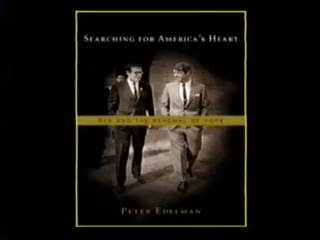 SEARCHING FOR AMERICA'S HEART
RFK AND THE RENEWAL OF HOPE
PETER EDELMAN